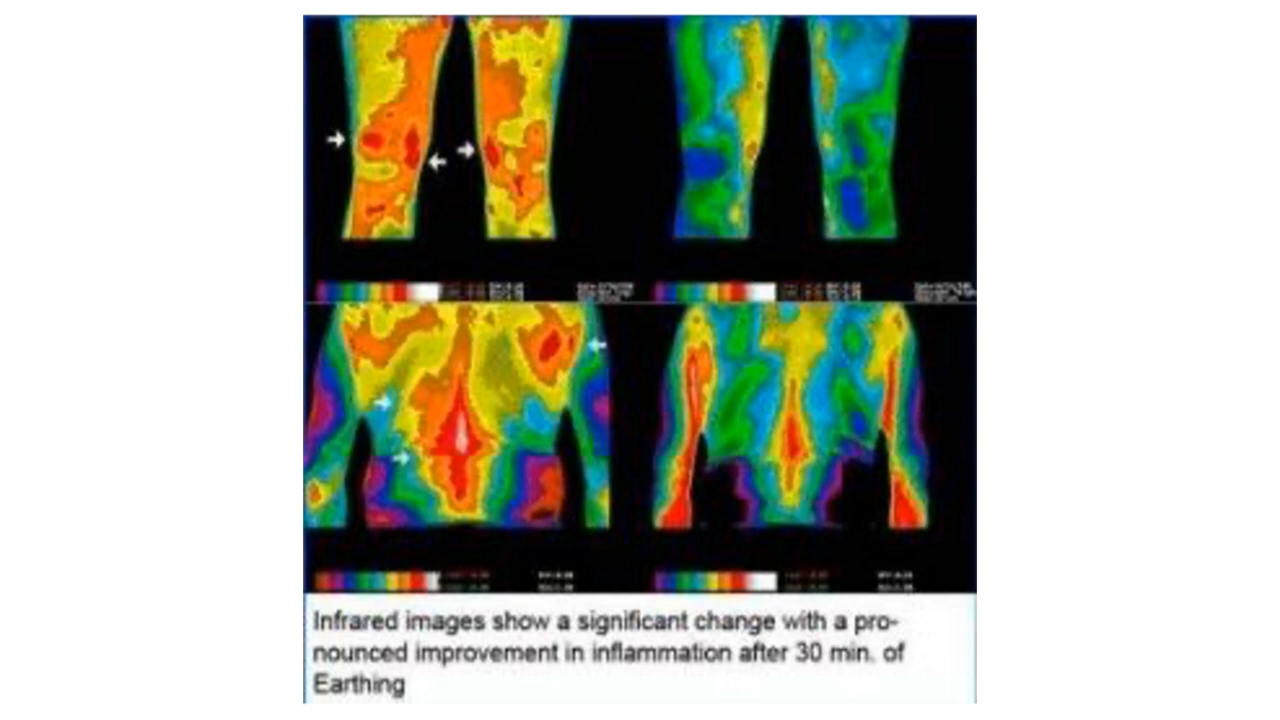 Infrared images show a significant change with a pro-
nounced improvement in inflammation after 30 min. of
Earthing